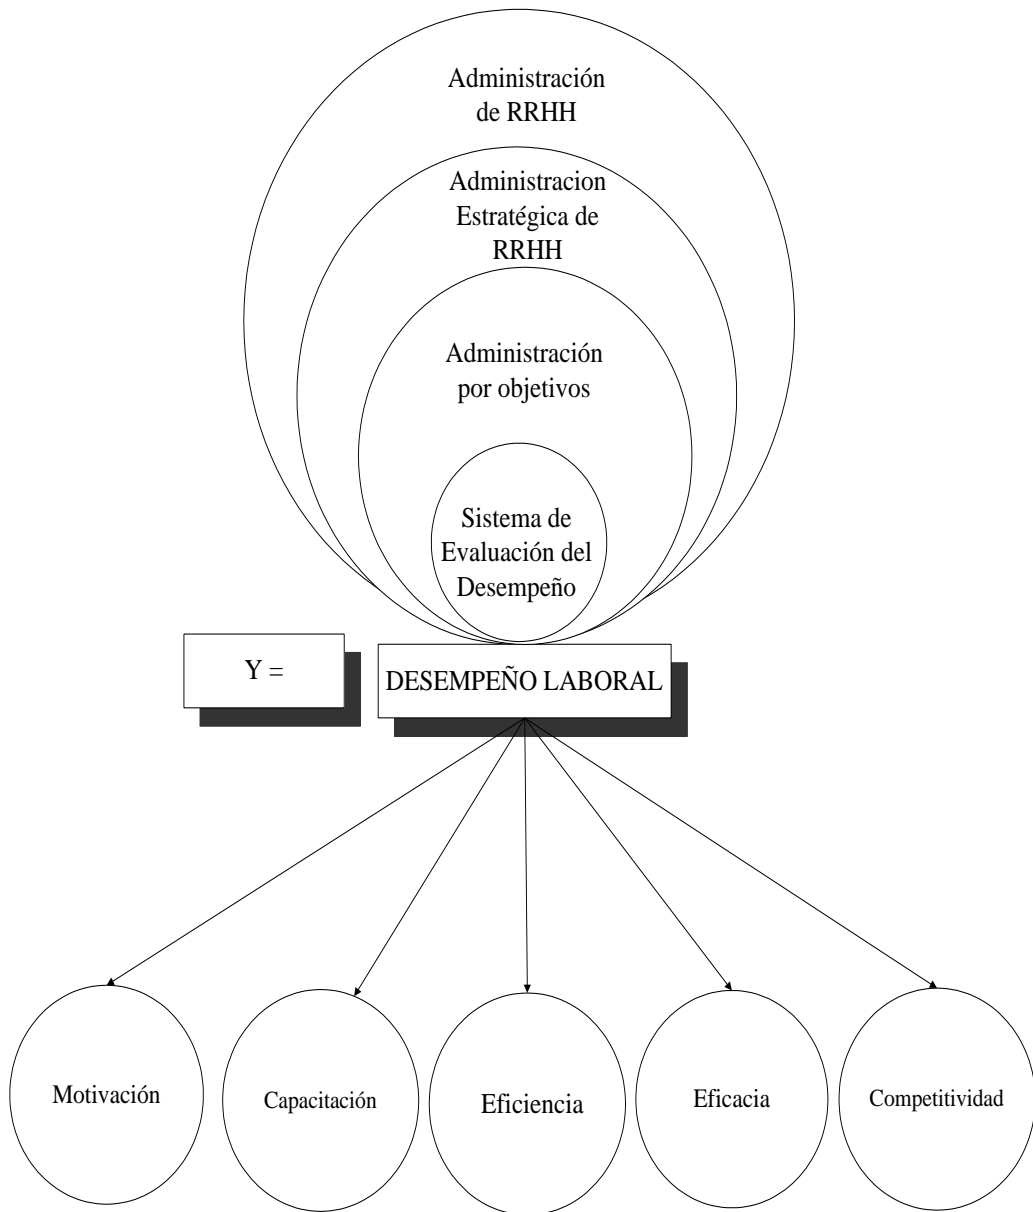 Administración
de RRHH
Administracion
Estratégica de
RRHH
Administración
por objetivos
Sistema de
Evaluación del
Desempeño
Y =
DESEMPEÑO LABORAL
Motivación
Capacitación
Eficiencia
Eficacia
Competitividad